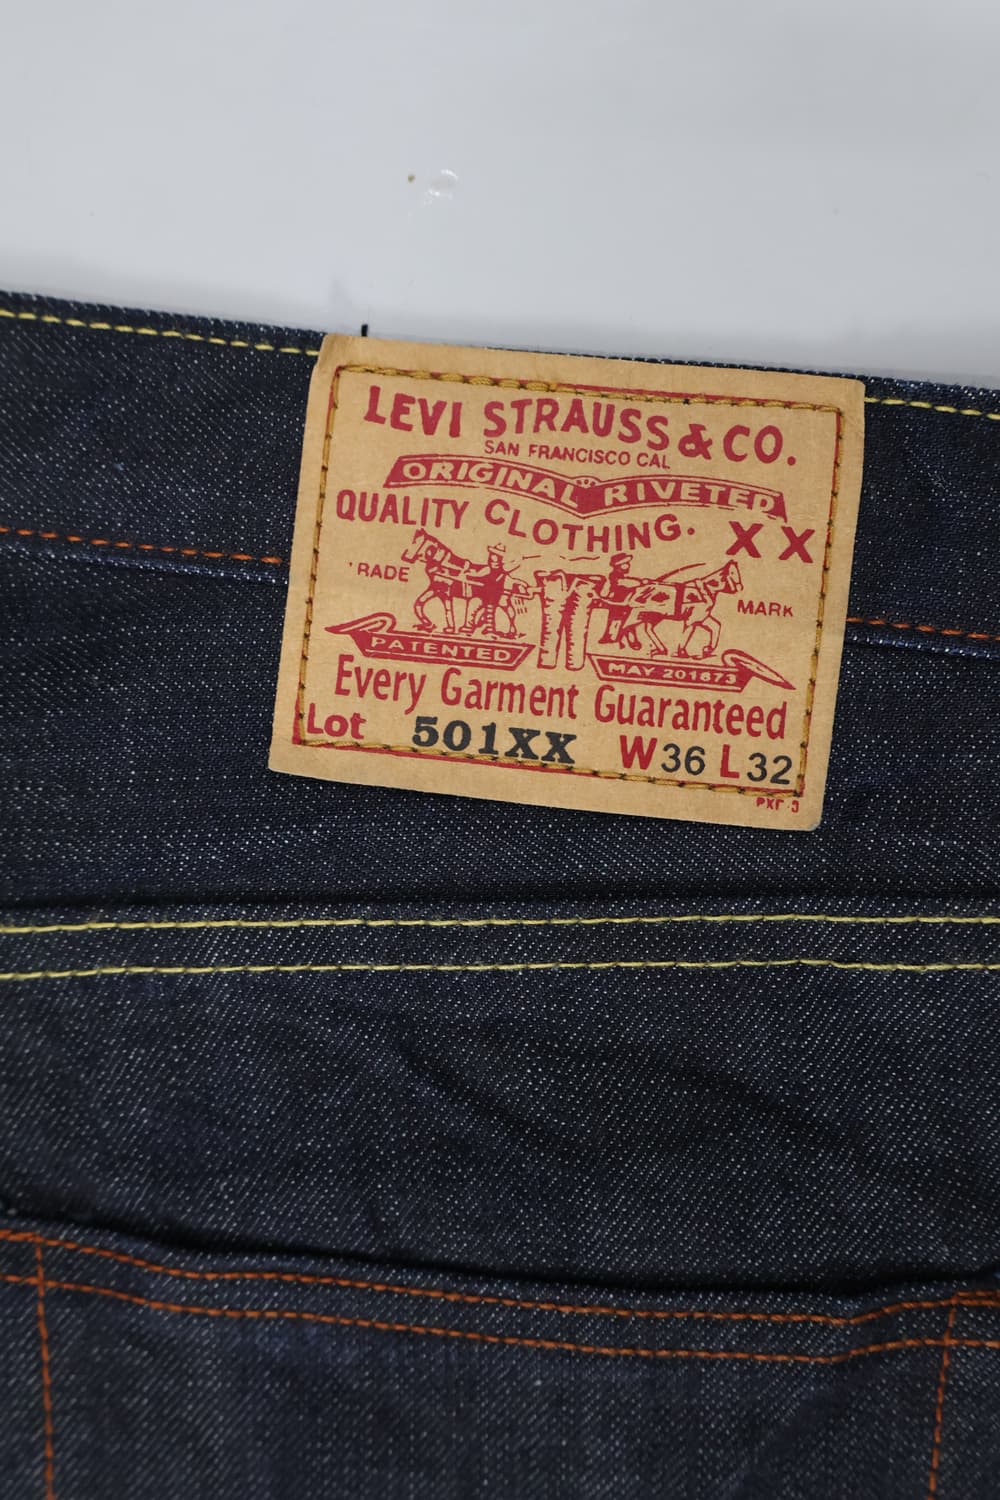 LEVI STRAUSS & CO.
SAN FRANCISCO CAL
ORIGINAL RIVETED
QUALITY CLOTHING. XX
'RADE MARK
PATENTED MAY 201873
Every Garment Guaranteed
Lot 501XX W36 L32